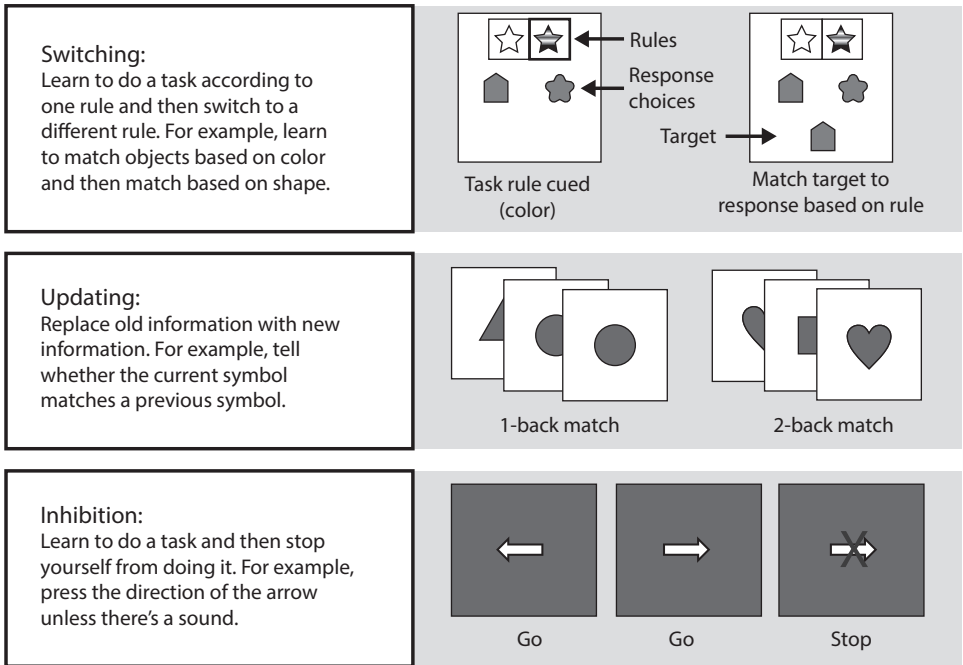 Switching:
Learn to do a task according to
one rule and then switch to a
different rule. For example, learn
to match objects based on color
and then match based on shape.
Rules
Response
choices
Target
Task rule cued
(color)
Match target to
response based on rule
Updating:
Replace old information with new
information. For example, tell
whether the current symbol
matches a previous symbol.
1-back match
2-back match
Inhibition:
Learn to do a task and then stop
yourself from doing it. For example,
press the direction of the arrow
unless there's a sound.
X
Go
Go
Stop